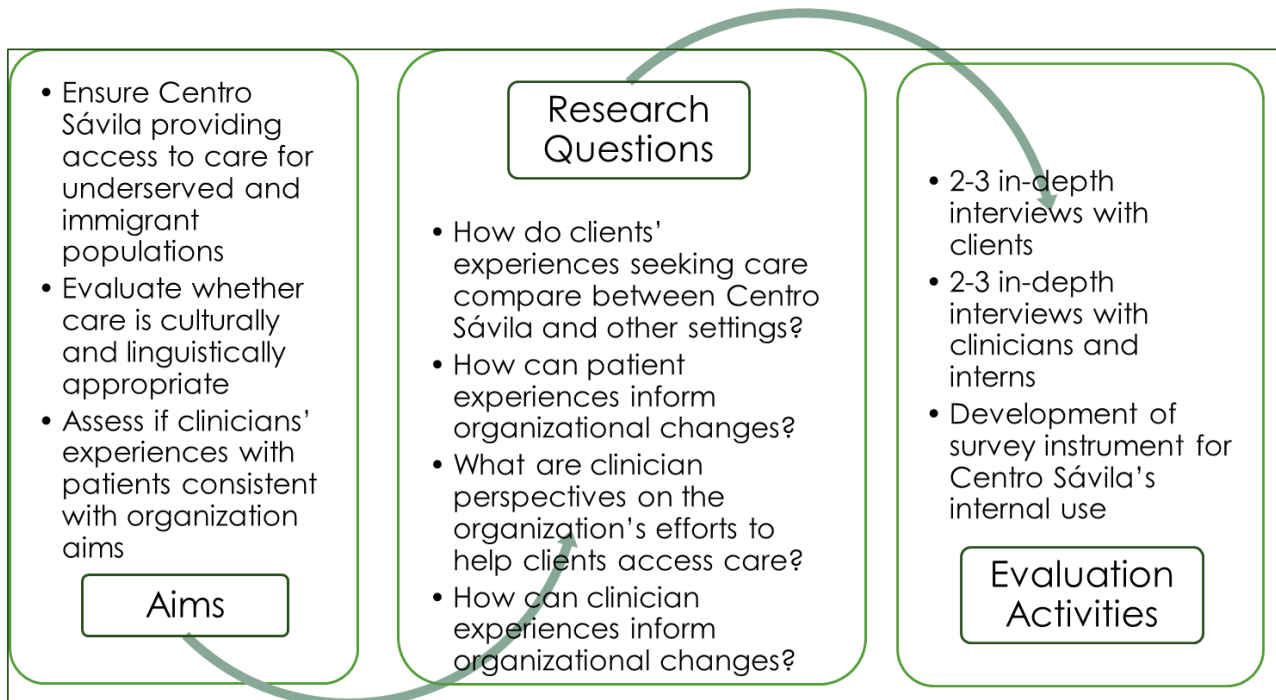 • Ensure Centro
Sávila providing
access to care for
underserved and
immigrant
populations
• Evaluate whether
care is culturally
and linguistically
appropriate
• Assess if clinicians’
experiences with
patients consistent
with organization
aims
Aims
Research
Questions
• How do clients’
experiences seeking care
compare between Centro
Sávila and other settings?
• How can patient
experiences inform
organizational changes?
• What are clinician
perspectives on the
organization’s efforts to
help clients access care?
• How can clinician
experiences inform
organizational changes?
• 2-3 in-depth
interviews with
clients
• 2-3 in-depth
interviews with
clinicians and
interns
• Development of
survey instrument for
Centro Sávila’s
internal use
Evaluation
Activities